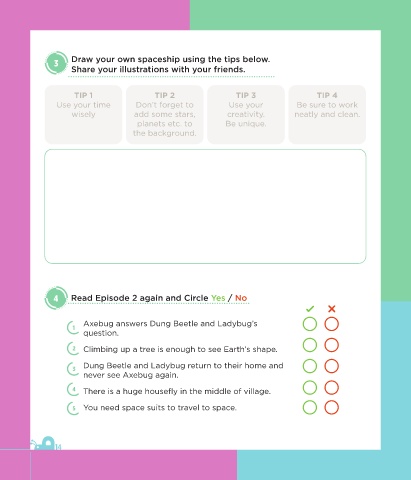 3
Draw your own spaceship using the tips below.
Share your illustrations with your friends.
TIP 1
Use your time
wisely
TIP 2
Don't forget to
add some stars,
planets etc. to
the background.
TIP 3
Use your
creativity.
Be unique.
TIP 4
Be sure to work
neatly and clean.
4
Read Episode 2 again and Circle Yes / No
1 Axebug answers Dung Beetle and Ladybug's
question.
2 Climbing up a tree is enough to see Earth's shape.
3 Dung Beetle and Ladybug return to their home and
never see Axebug again.
4 There is a huge housefly in the middle of village.
5 You need space suits to travel to space.